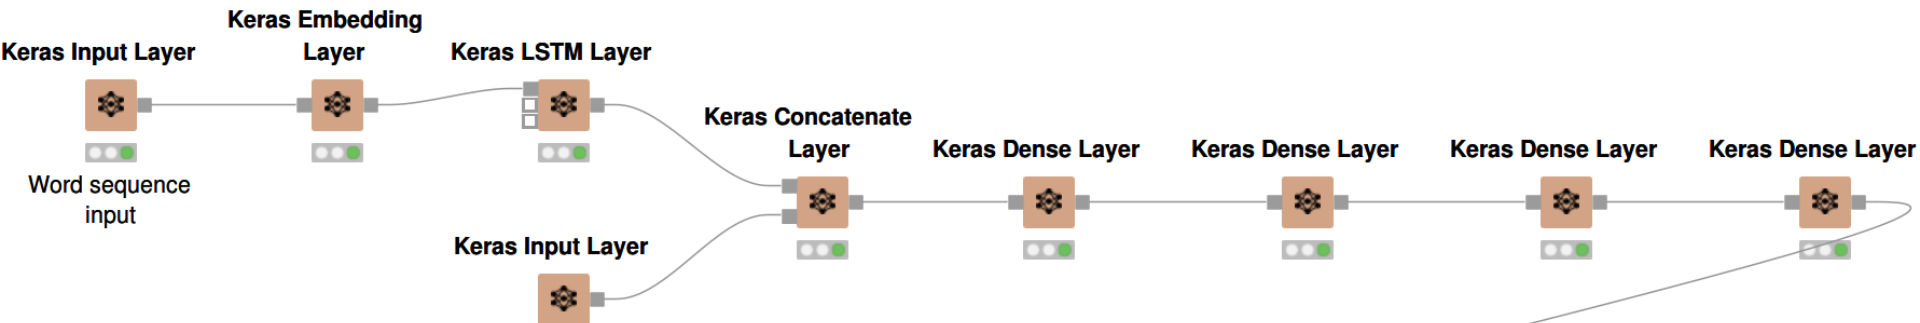 Keras Input Layer
Keras Embedding
Layer
Keras LSTM Layer
Word sequence
input
Keras Input Layer
Keras Concatenate
Layer
Keras Dense Layer
Keras Dense Layer
Keras Dense Layer
Keras Dense Layer